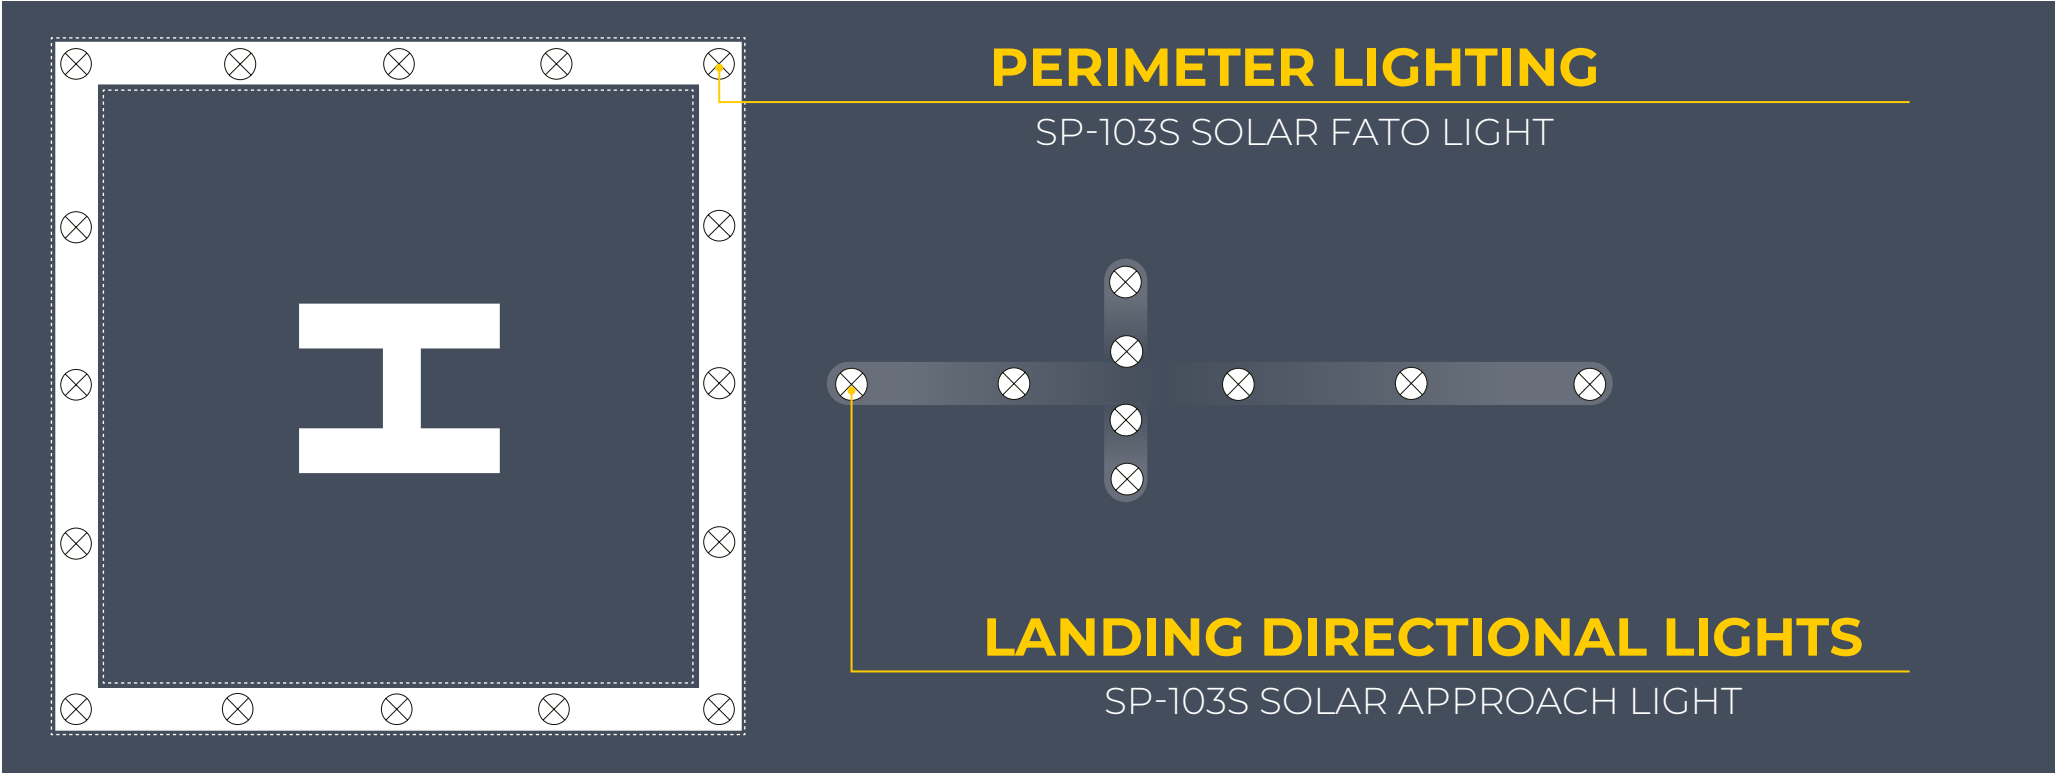 PERIMETER LIGHTING
SP-103S SOLAR FATO LIGHT
H
LANDING DIRECTIONAL LIGHTS
SP-103S SOLAR APPROACH LIGHT